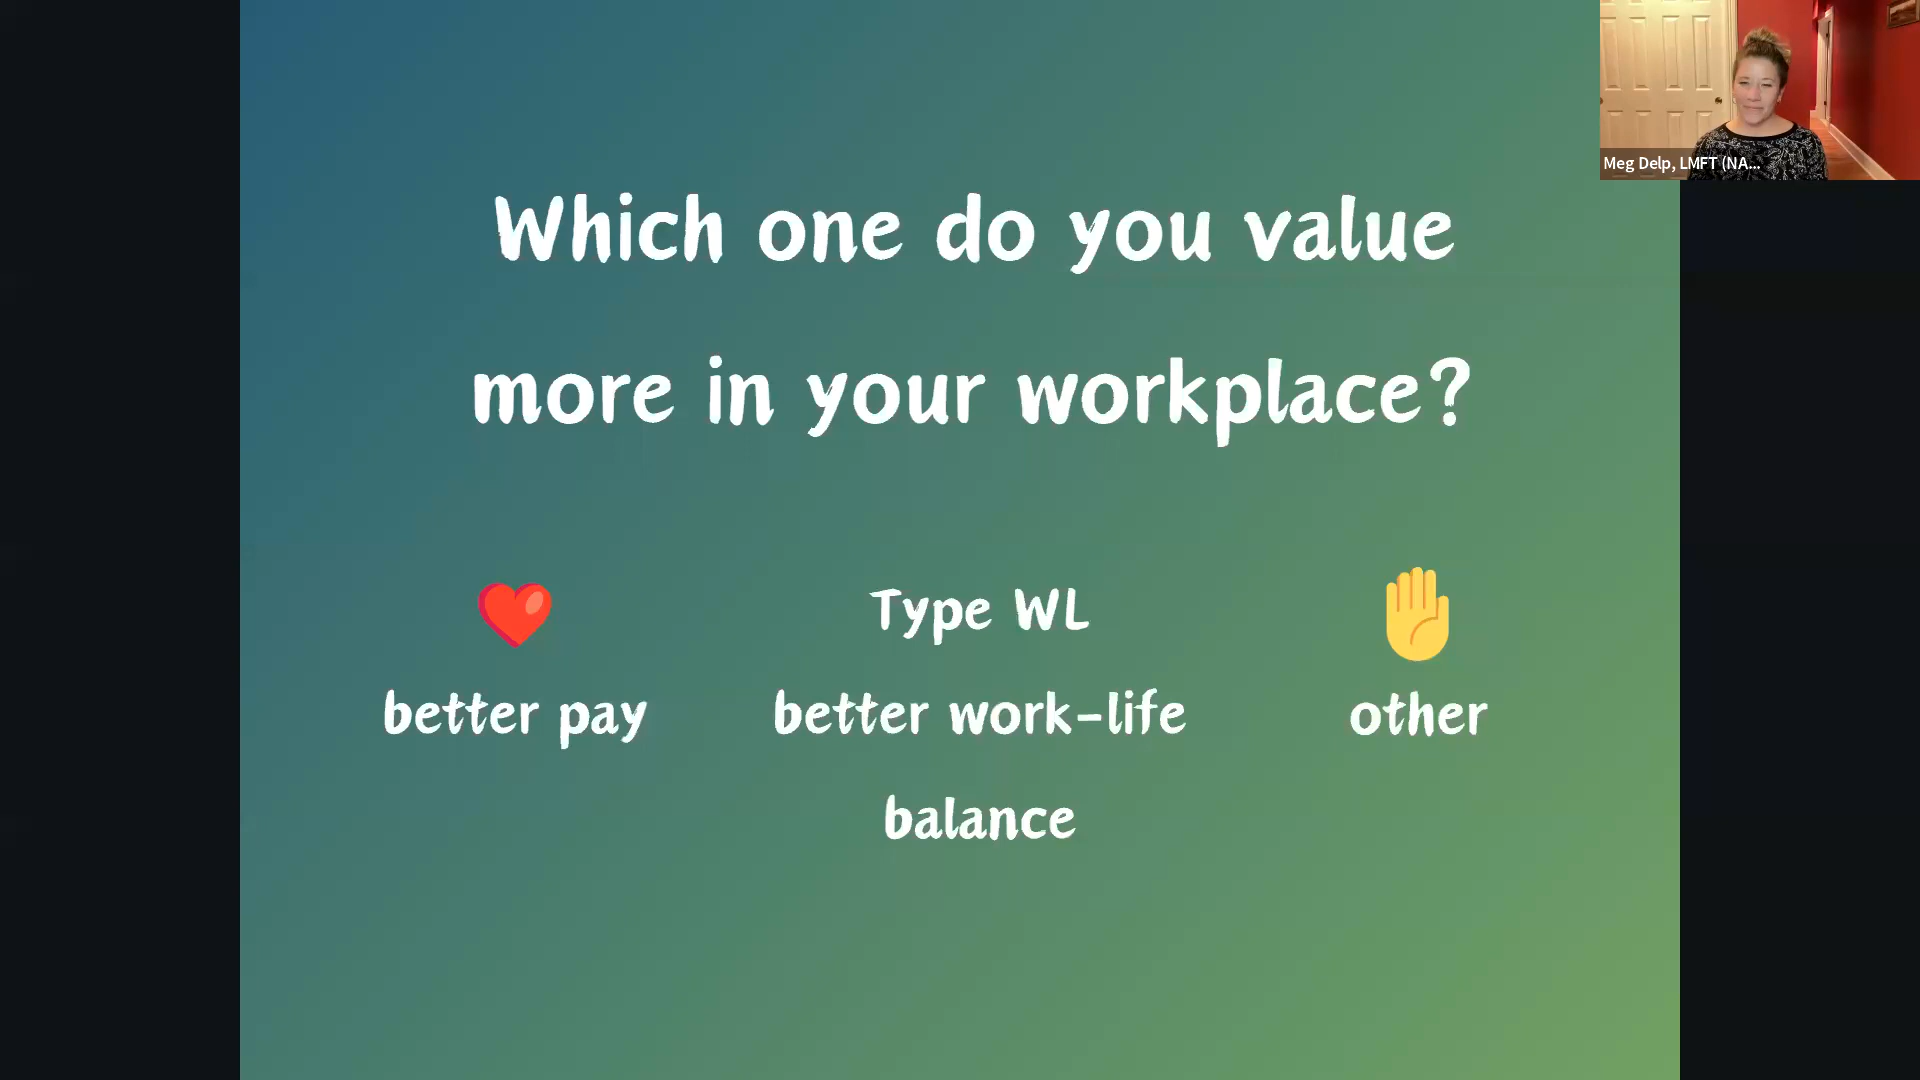 Which one do you value
more in your workplace?
Type WL
better pay
better work-life
balance
other
Meg Delp, LMFT (NA...